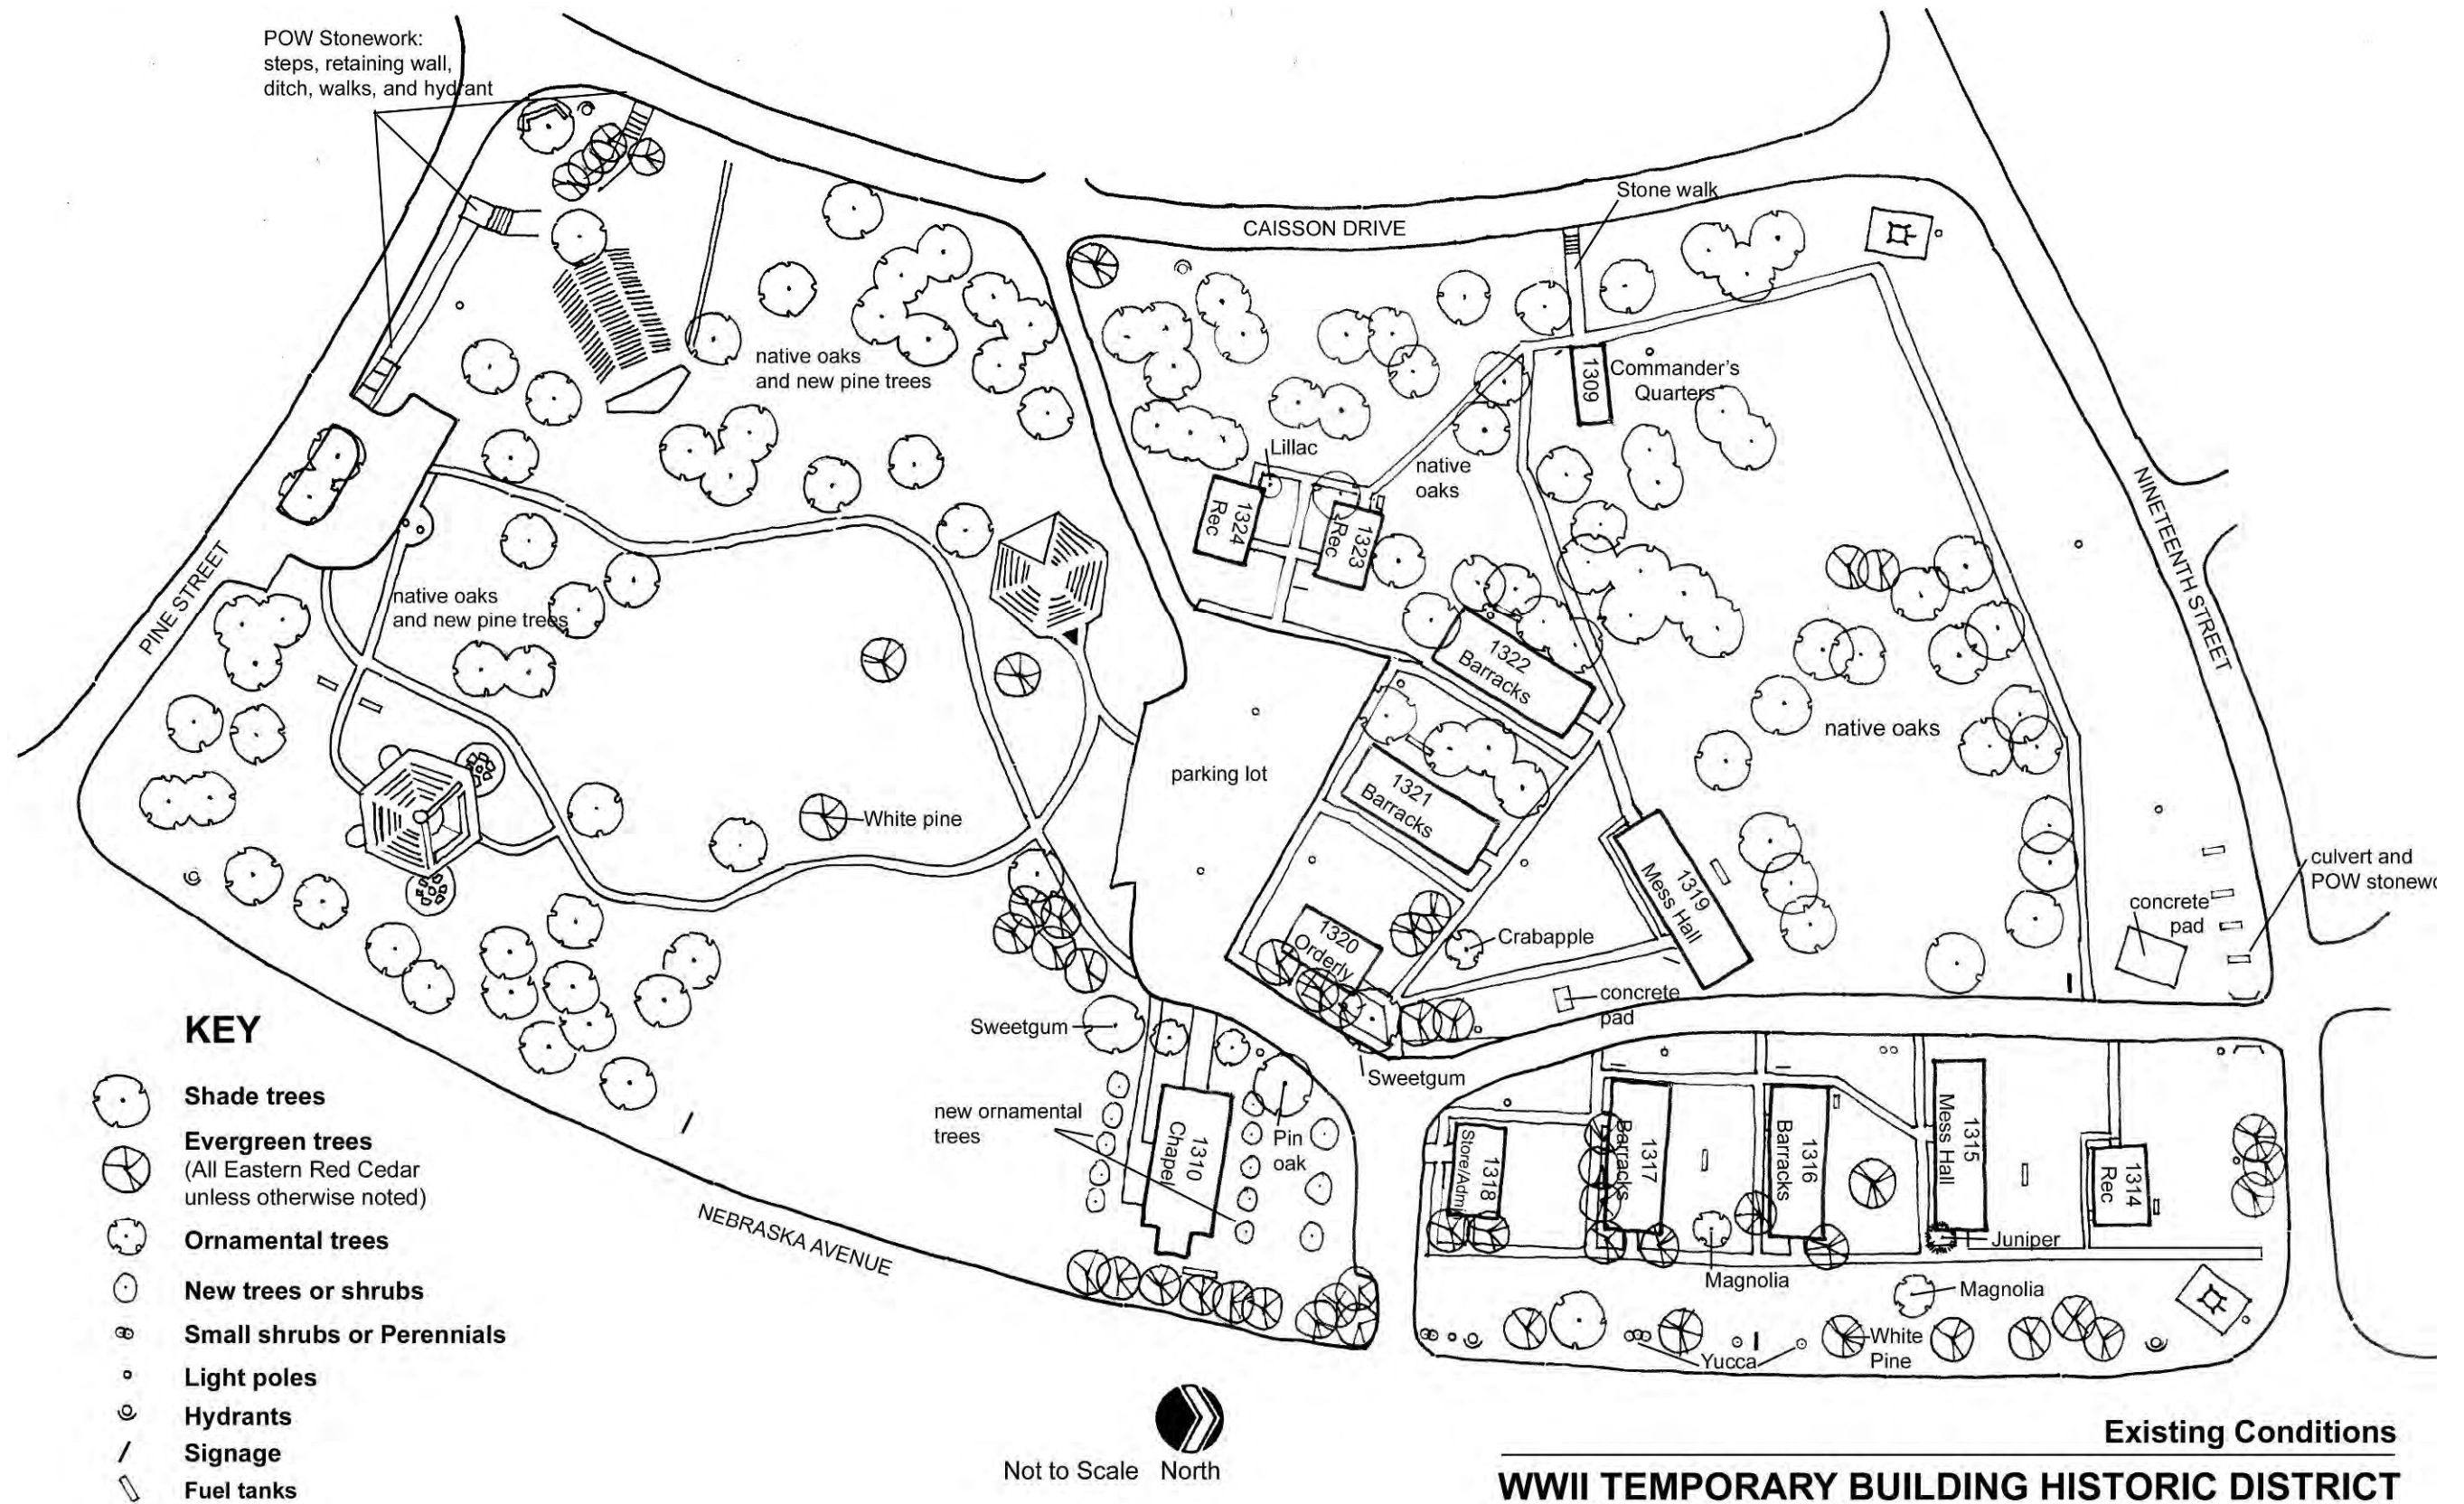 POW Stonework:
steps, retaining wall,
ditch, walks, and hydrant
CAISSON DRIVE
Stone walk
native oaks
and new pine trees
1309
Commander's
Quarters
Lillac
native
oaks
1324
Rec
1323
Rec
NINETEENTH STREET
PINE STREET
native oaks
and new pine trees
1322
Barracks
native oaks
parking lot
1321
Barracks
White pine
1319
Mess Hall
culvert and
POW stonewo
concrete
pad
1320
Orderly
Crabapple
concrete
pad
Sweetgum
Sweetgum
new ornamental
trees
1310
Chapel
Pin
oak
1318
Store/Admin
1317
Barracks
1316
Barracks
1315
Mess Hall
1314
Rec
Juniper
Magnolia
Magnolia
NEBRASKA AVENUE
White
Pine
Yucca
KEY
Shade trees
Evergreen trees
(All Eastern Red Cedar
unless otherwise noted)
Ornamental trees
New trees or shrubs
Small shrubs or Perennials
Light poles
Hydrants
Signage
Fuel tanks
Not to Scale North
Existing Conditions
WWII TEMPORARY BUILDING HISTORIC DISTRICT